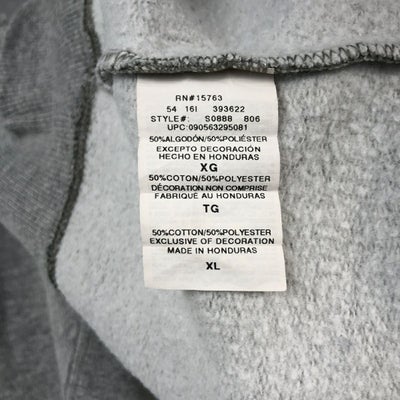 RN#15763
54 16I 393622
STYLE#: S0888 806
UPC:090563295081
50%ALGODÓN/50%POLIÉSTER
EXCEPTO DECORACIÓN
HECHO EN HONDURAS
XG
50%COTON/50%POLYESTER
DÉCORATION NON COMPRISE
FABRIQUÉ AU HONDURAS
TG
50%COTTON/50%POLYESTER
EXCLUSIVE OF DECORATION
MADE IN HONDURAS
XL